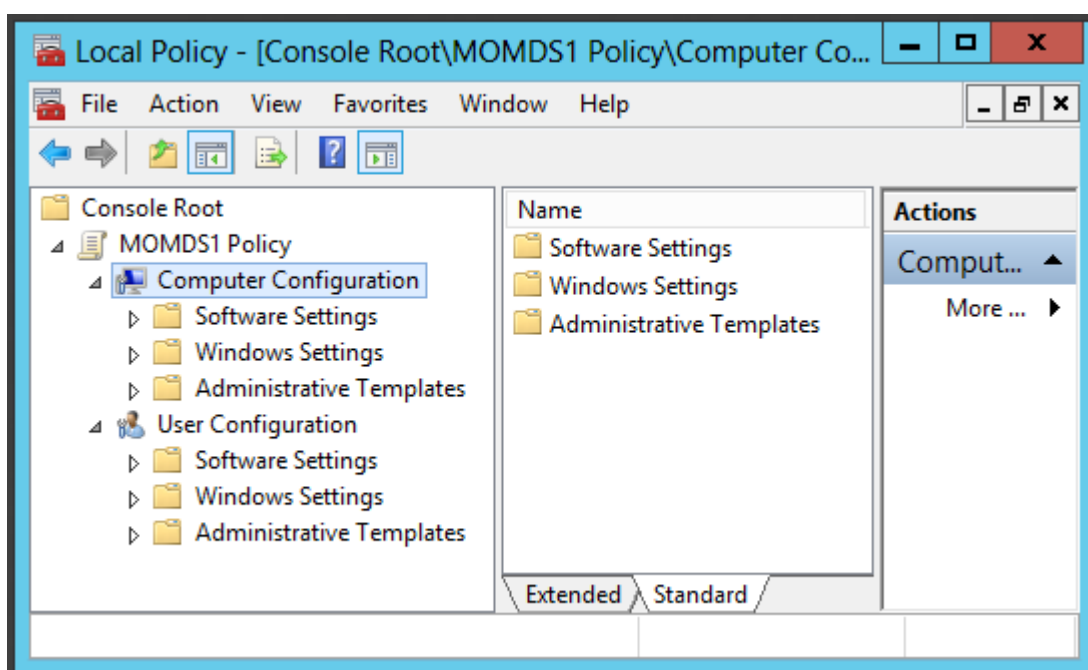 Local Policy - [Console Root\MOMDS1 Policy\Computer Co...
File Action View Favorites Window Help
Console Root
MOMDS1 Policy
Computer Configuration
Software Settings
Windows Settings
Administrative Templates
User Configuration
Software Settings
Windows Settings
Administrative Templates
Name
Software Settings
Windows Settings
Administrative Templates
Extended Standard
Actions
Comput...
More ...